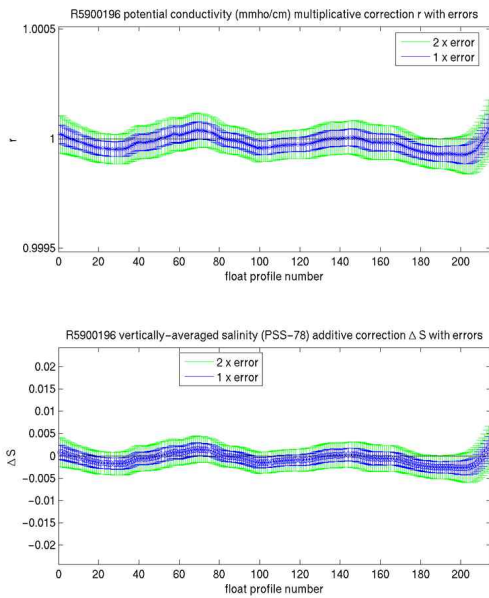 R5900196 potential conductivity (mmho/cm) multiplicative correction r with errors
1.0005
2 x error
1 x error
1
r
0.9995
0 20 40 60 80 100 120 140 160 180 200
float profile number
R5900196 vertically-averaged salinity (PSS-78) additive correction Δ S with errors
2 x error
1 x error
0.02
0.015
0.01
0.005
0
Δ S
-0.005
-0.01
-0.015
-0.02
0 20 40 60 80 100 120 140 160 180 200
float profile number